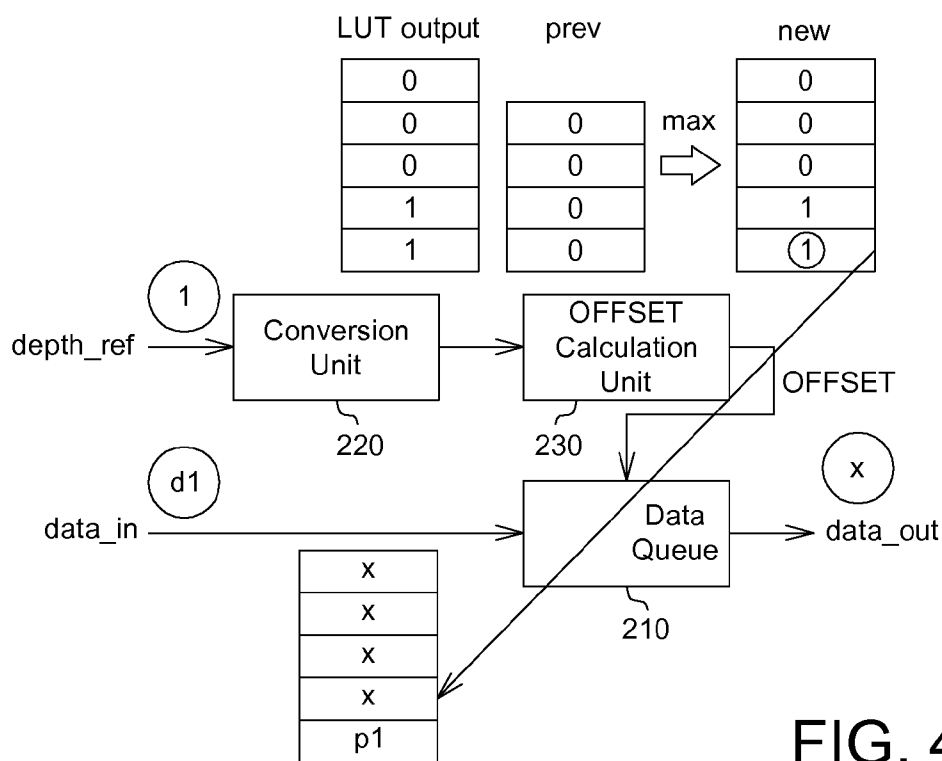 LUT output prev new
0 0
0 0 0
0 0 max 0
1 0 1
1 0 1
1
depth_ref Conversion Unit OFFSET Calculation Unit OFFSET
220 230
d1 x
data_in Data Queue data_out
210
x
x
x
x
p1
FIG. 4